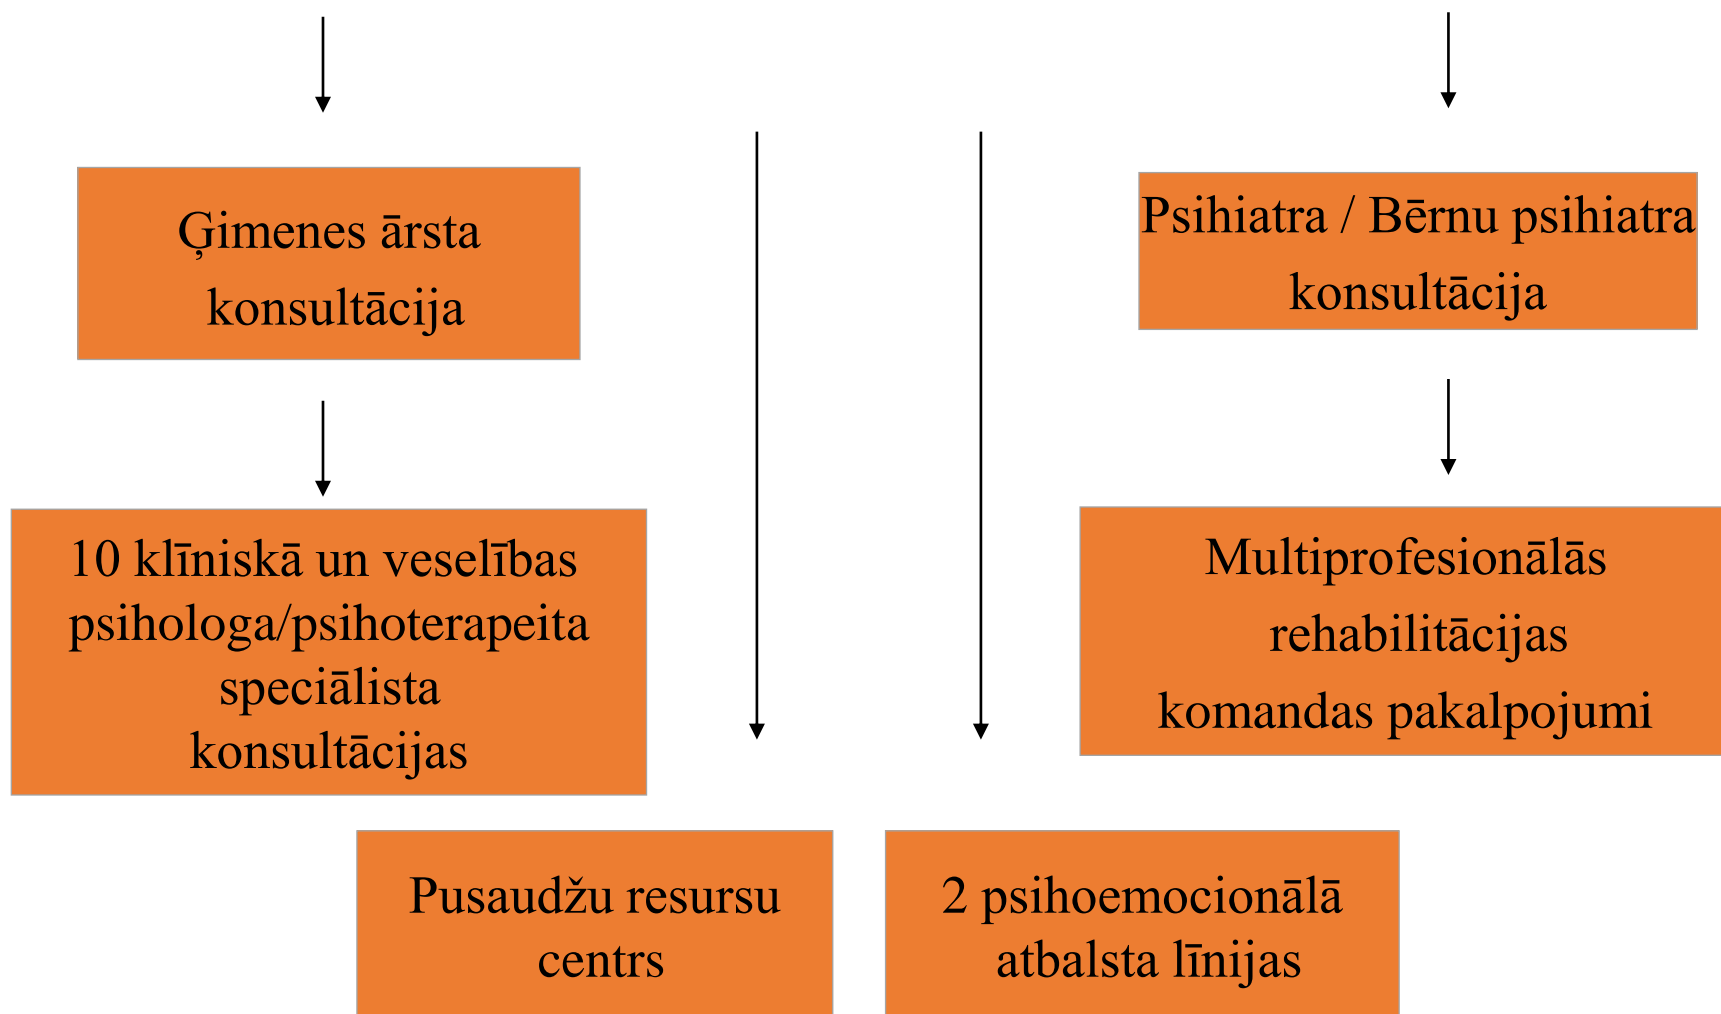 Ģimenes ārsta
konsultācija
Psihiatra / Bērnu psihiatra
konsultācija
10 klīniskā un veselības
psihologa/psihoterapeita
speciālista
konsultācijas
Multiprofesionālās
rehabilitācijas
komandas pakalpojumi
Pusaudžu resursu
centrs
2 psihoemocionālā
atbalsta līnijas